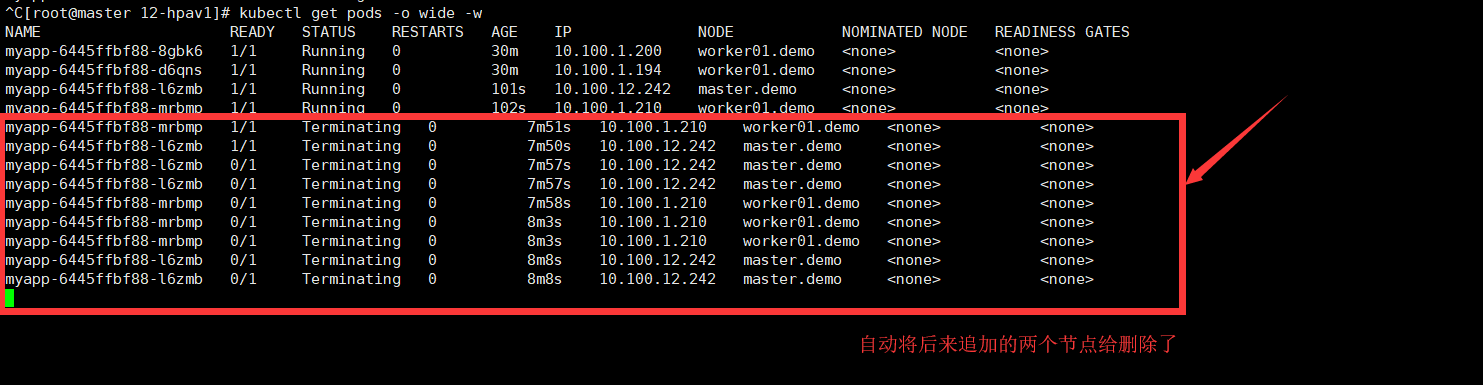 ^C[root@master 12-hpav1]# kubectl get pods -o wide -w
NAME READY STATUS RESTARTS AGE IP NODE NOMINATED NODE READINESS GATES
myapp-6445ffbf88-8gbk6 1/1 Running 0 30m 10.100.1.200 worker01.demo <none> <none>
myapp-6445ffbf88-d6qns 1/1 Running 0 30m 10.100.1.194 worker01.demo <none> <none>
myapp-6445ffbf88-l6zmb 1/1 Running 0 101s 10.100.12.242 master.demo <none> <none>
myapp-6445ffbf88-mrbmp 1/1 Running 0 102s 10.100.1.210 worker01.demo <none> <none>
myapp-6445ffbf88-mrbmp 1/1 Terminating 0 7m51s 10.100.1.210 worker01.demo <none> <none>
myapp-6445ffbf88-l6zmb 1/1 Terminating 0 7m50s 10.100.12.242 master.demo <none> <none>
myapp-6445ffbf88-l6zmb 0/1 Terminating 0 7m57s 10.100.12.242 master.demo <none> <none>
myapp-6445ffbf88-l6zmb 0/1 Terminating 0 7m57s 10.100.12.242 master.demo <none> <none>
myapp-6445ffbf88-mrbmp 0/1 Terminating 0 7m58s 10.100.1.210 worker01.demo <none> <none>
myapp-6445ffbf88-mrbmp 0/1 Terminating 0 8m3s 10.100.1.210 worker01.demo <none> <none>
myapp-6445ffbf88-mrbmp 0/1 Terminating 0 8m3s 10.100.1.210 worker01.demo <none> <none>
myapp-6445ffbf88-l6zmb 0/1 Terminating 0 8m8s 10.100.12.242 master.demo <none> <none>
myapp-6445ffbf88-l6zmb 0/1 Terminating 0 8m8s 10.100.12.242 master.demo <none> <none>
自动将后来追加的两个节点给删除了